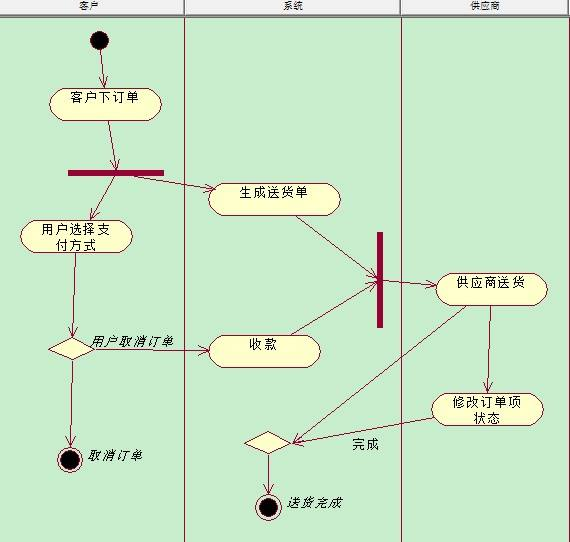 客户
系统
供应商
客户下订单
生成送货单
用户选择支
付方式
供应商送货
用户取消订单
收款
修改订单项
状态
完成
取消订单
送货完成